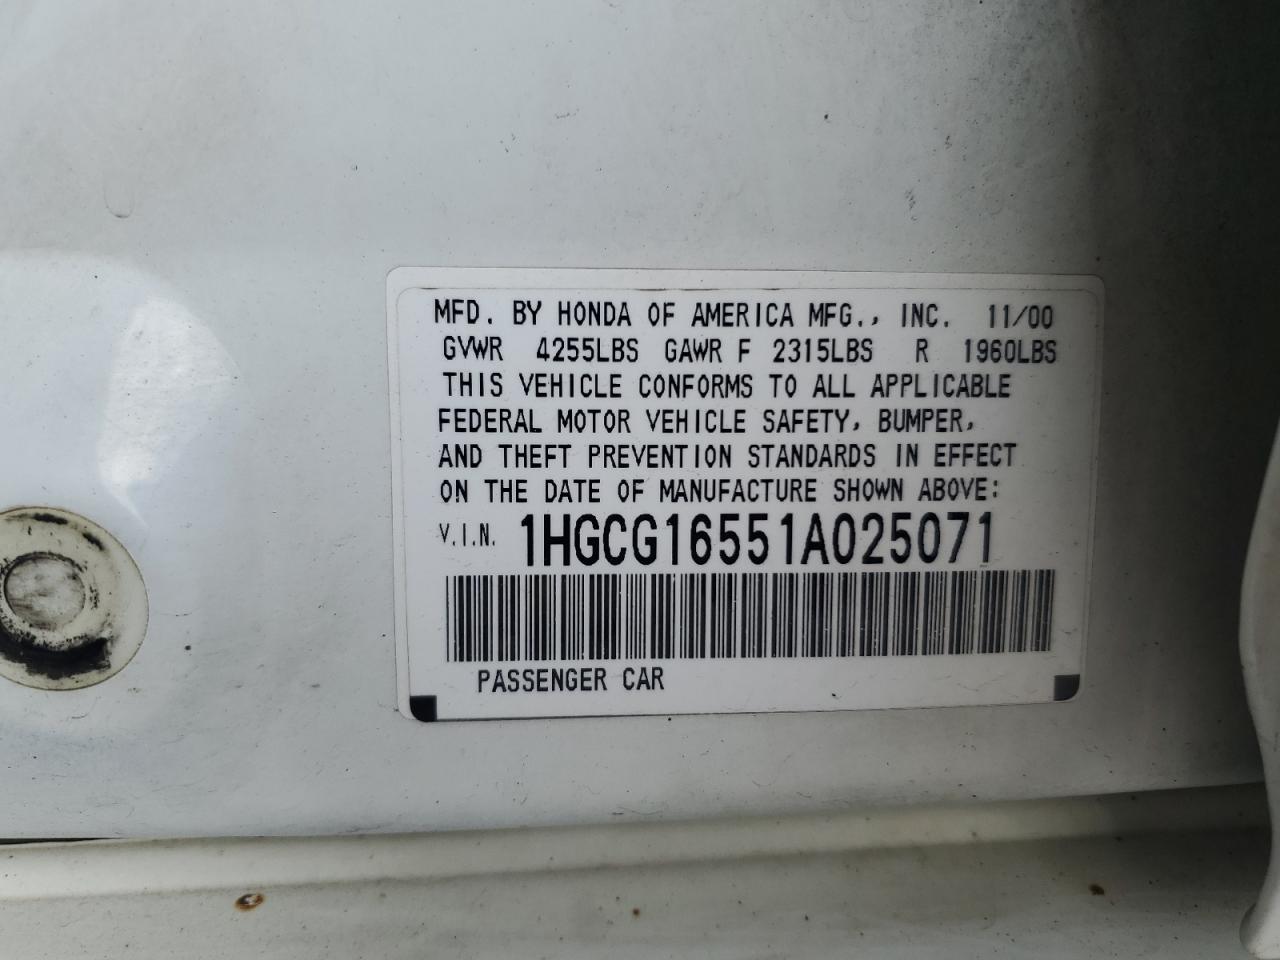 MFD. BY HONDA OF AMERICA MFG., INC. 11/00
GVWR 4255LBS GAWR F 2315LBS R 1960LBS
THIS VEHICLE CONFORMS TO ALL APPLICABLE
FEDERAL MOTOR VEHICLE SAFETY, BUMPER,
AND THEFT PREVENTION STANDARDS IN EFFECT
ON THE DATE OF MANUFACTURE SHOWN ABOVE:
V.I.N. 1HGCG16551A025071
PASSENGER CAR